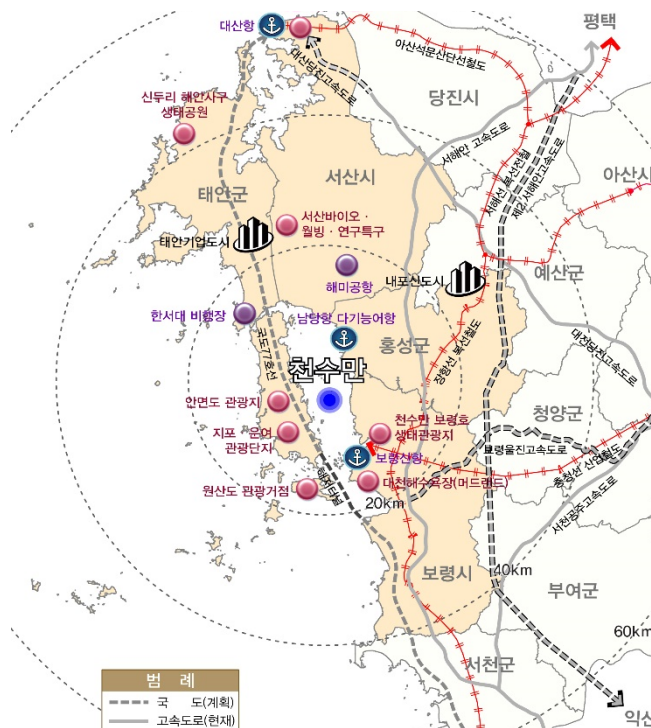 평택
대산항
아산석문산단선철도
대산당진고속도로
당진시
신두리 해안사구
생태공원
서해안 고속도로
서산시
태안군
서해선 복선전철
제2서해안고속도로
아산시
서산바이오·
웰빙·연구특구
태안기업도시
예산군
해미공항
내포신도시
한서대 비행장
남당항 다기능어항
국도77호선
홍성군
장항선 복선철도
대전당진고속도로
천수만
안면도 관광지
천수만 보령호
생태관광지
청양군
지포·운여
관광단지
보령신항
보령울진고속도로
충청선 산업철도
해저터널
대천해수욕장(머드랜드)
원산도 관광거점
20km
서천공주고속도로
보령시
40km
부여군
60km
서천군
익산
범 례
국 도(계획)
고속도로(현재)